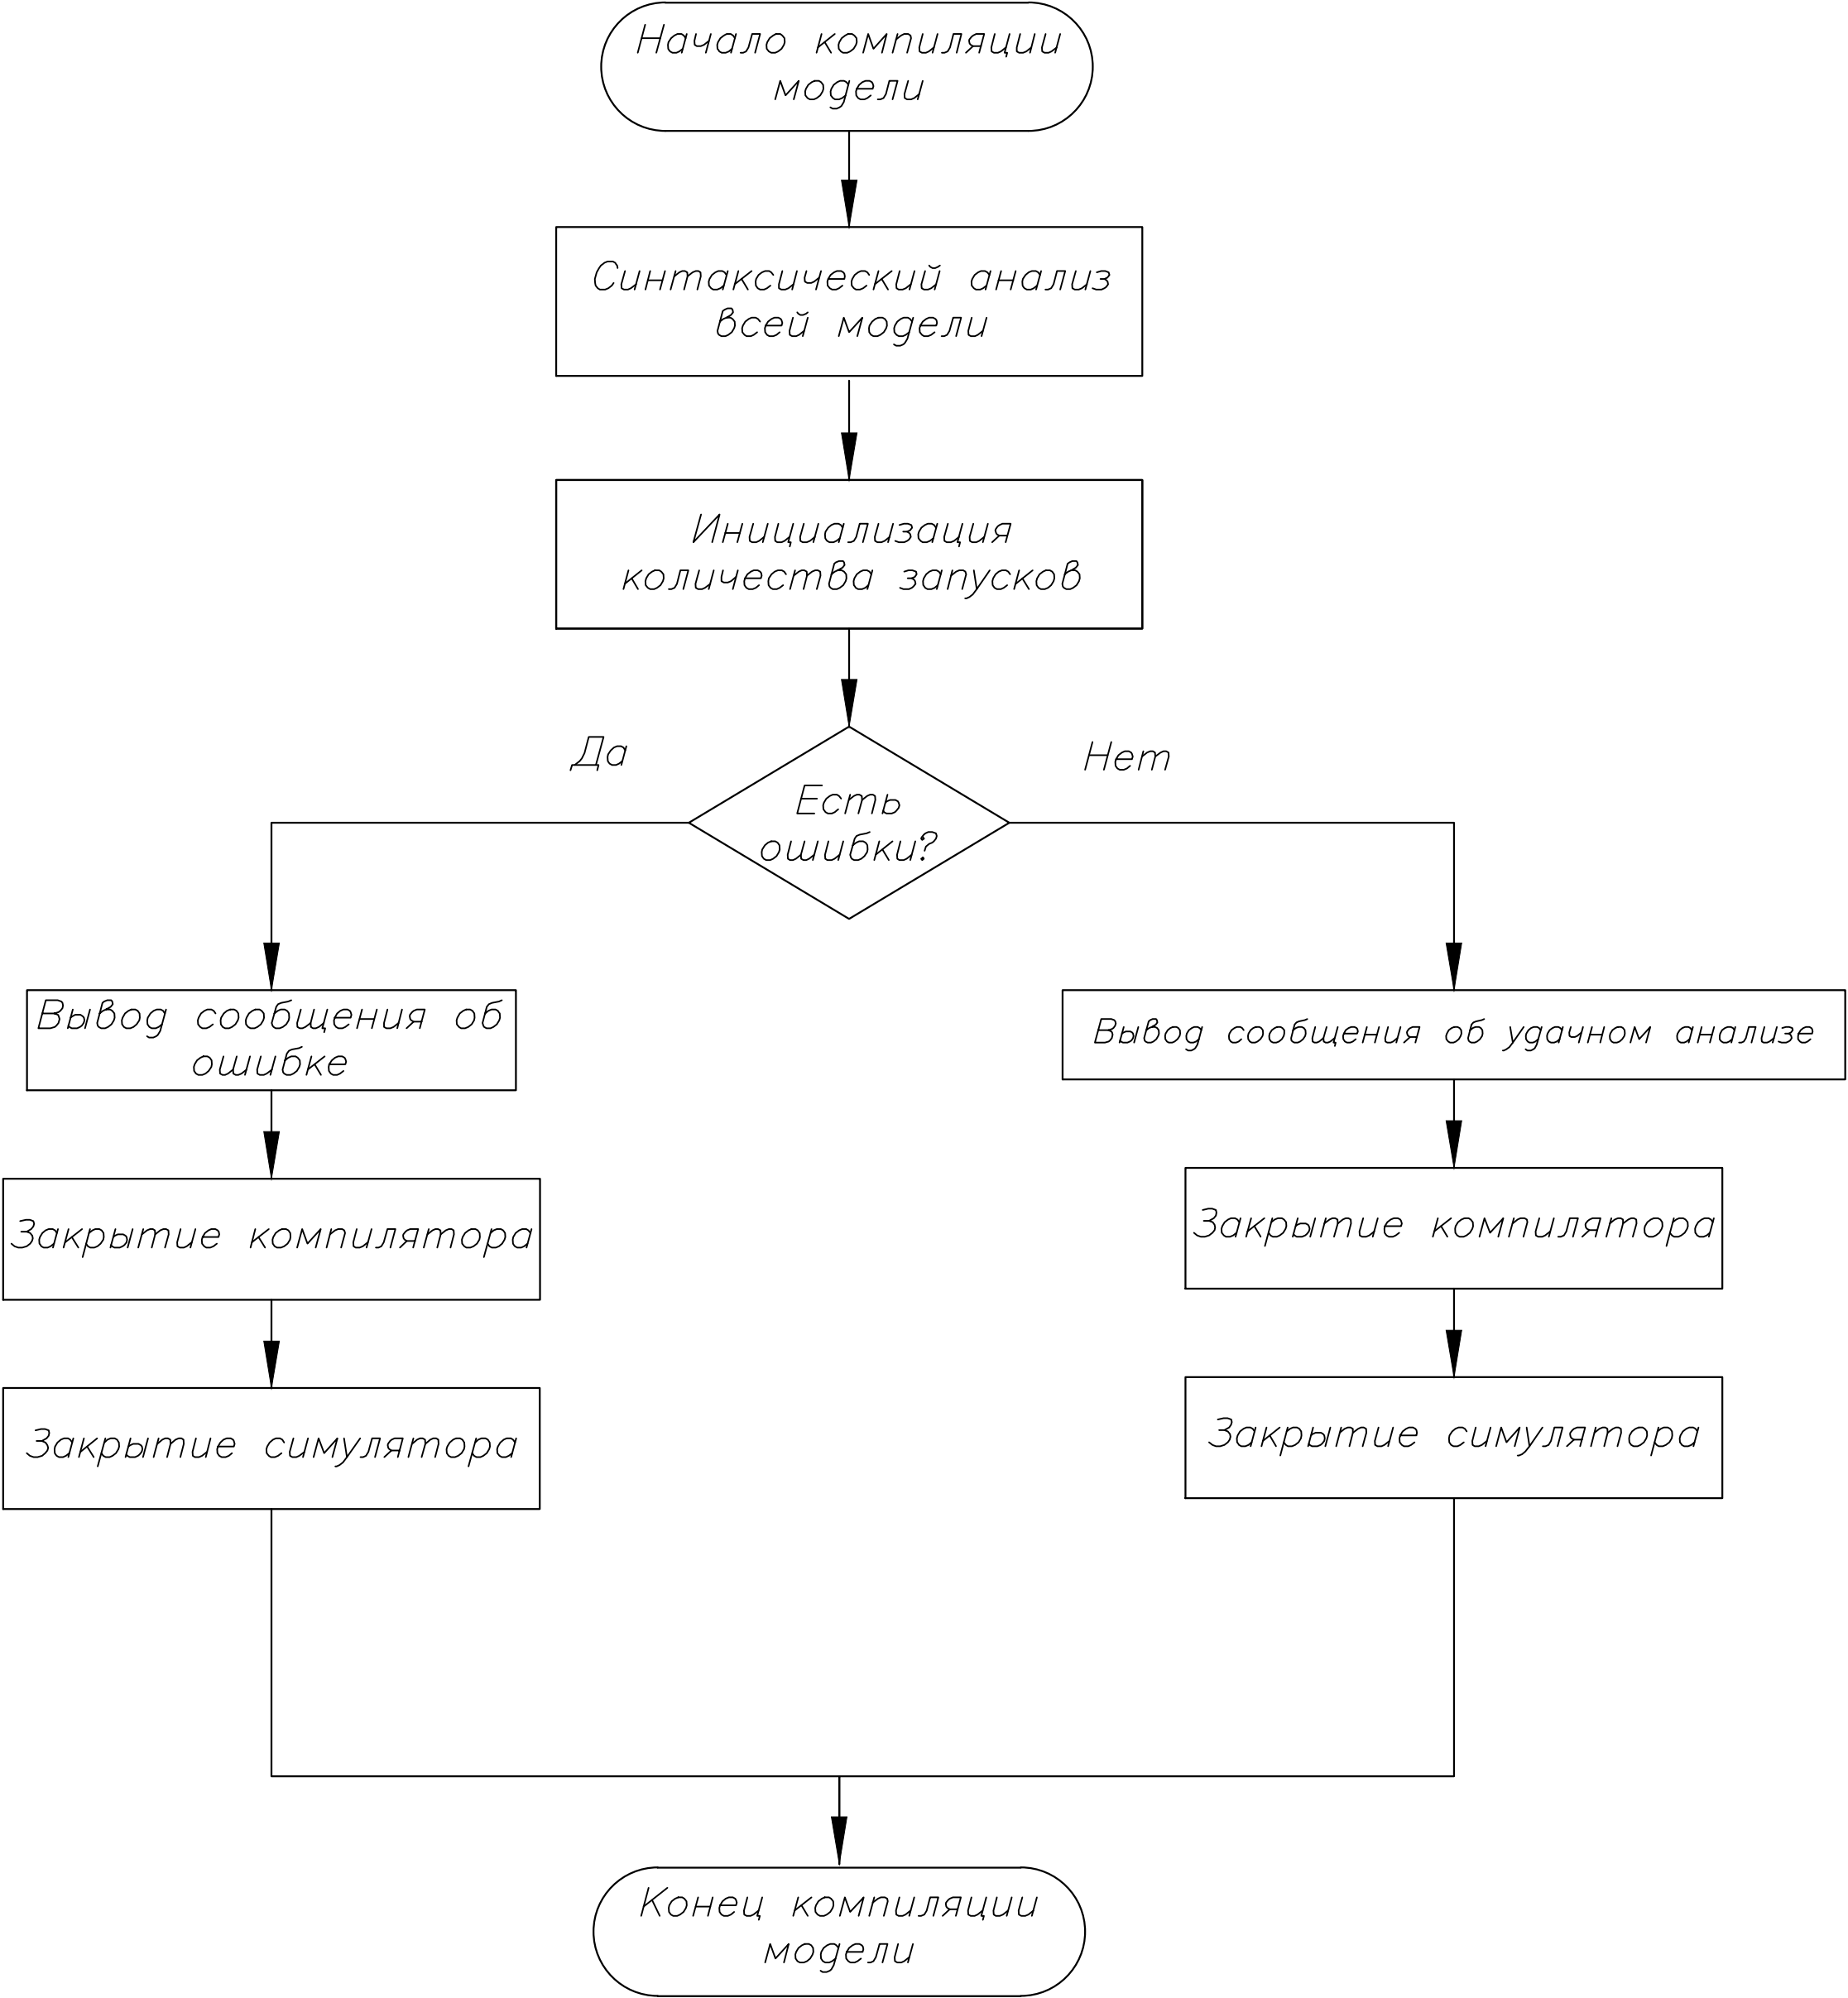 Начало компиляции
модели
Синтаксический анализ
всей модели
Инициализация
количества запусков
Да
Нет
Есть
ошибки?
Вывод сообщения об
ошибке
Вывод сообщения об удачном анализе
Закрытие компилятора
Закрытие компилятора
Закрытие симулятора
Закрытие симулятора
Конец компиляции
модели